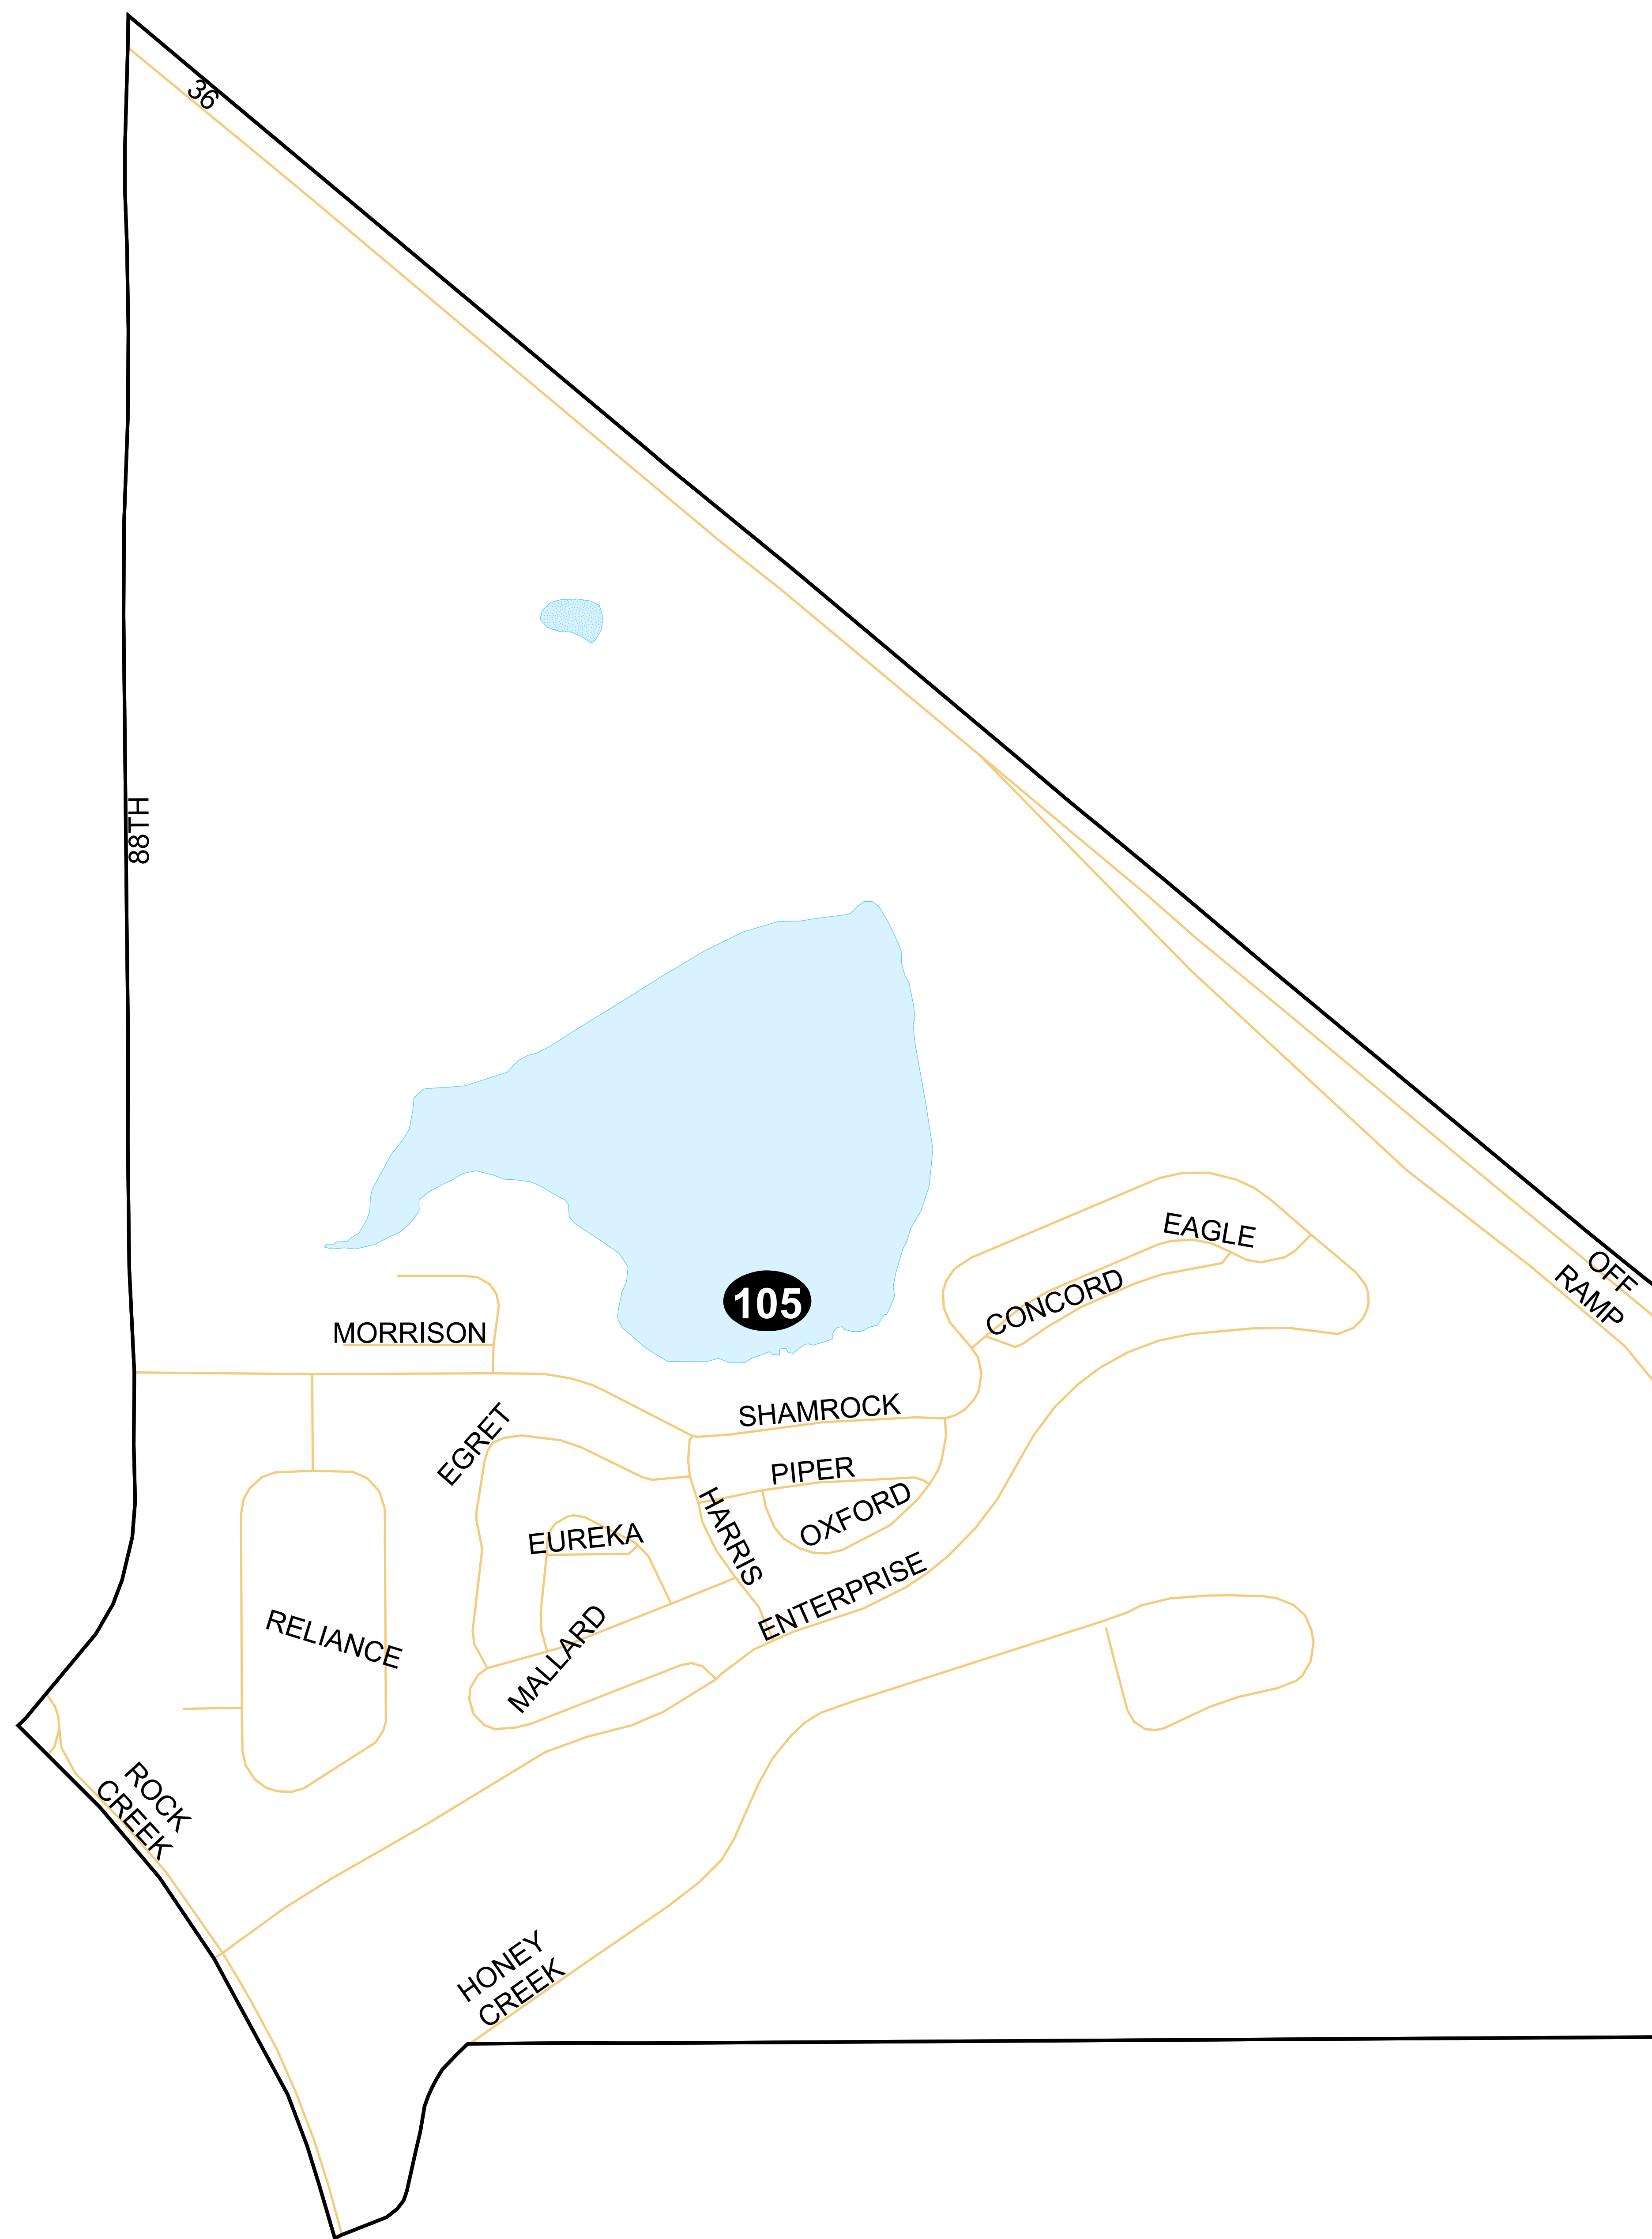 36
88TH
105
EAGLE
OFF
RAMP
CONCORD
MORRISON
SHAMROCK
EGRET
PIPER
OXFORD
HARRIS
EUREKA
ENTERPRISE
RELIANCE
MALLARD
ROCK
CREEK
HONEY
CREEK